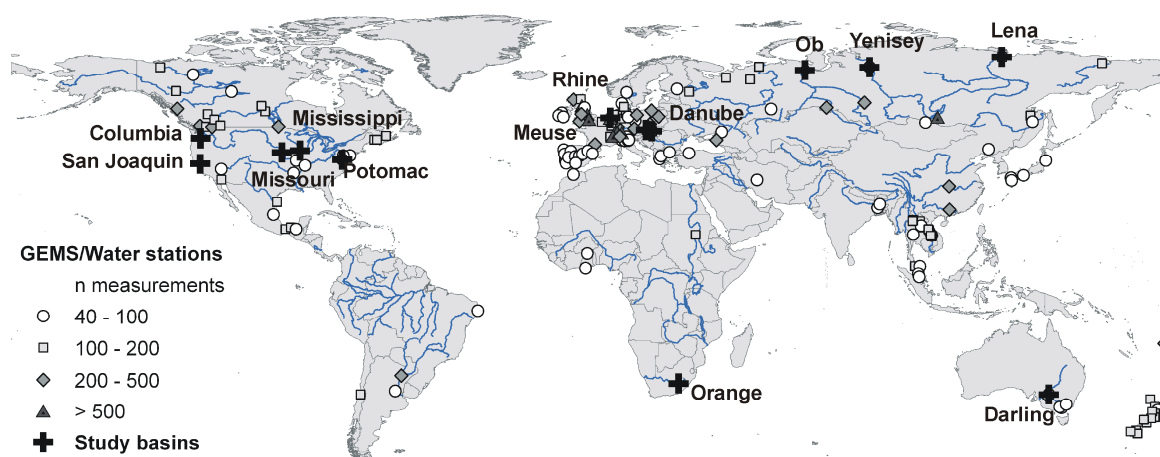 Lena
Ob
Yenisey
Rhine
Mississippi
Danube
Columbia
Meuse
San Joaquin
Potomac
Missouri
GEMS/Water stations
n measurements
40 - 100
100 - 200
200 - 500
> 500
Study basins
Orange
Darling